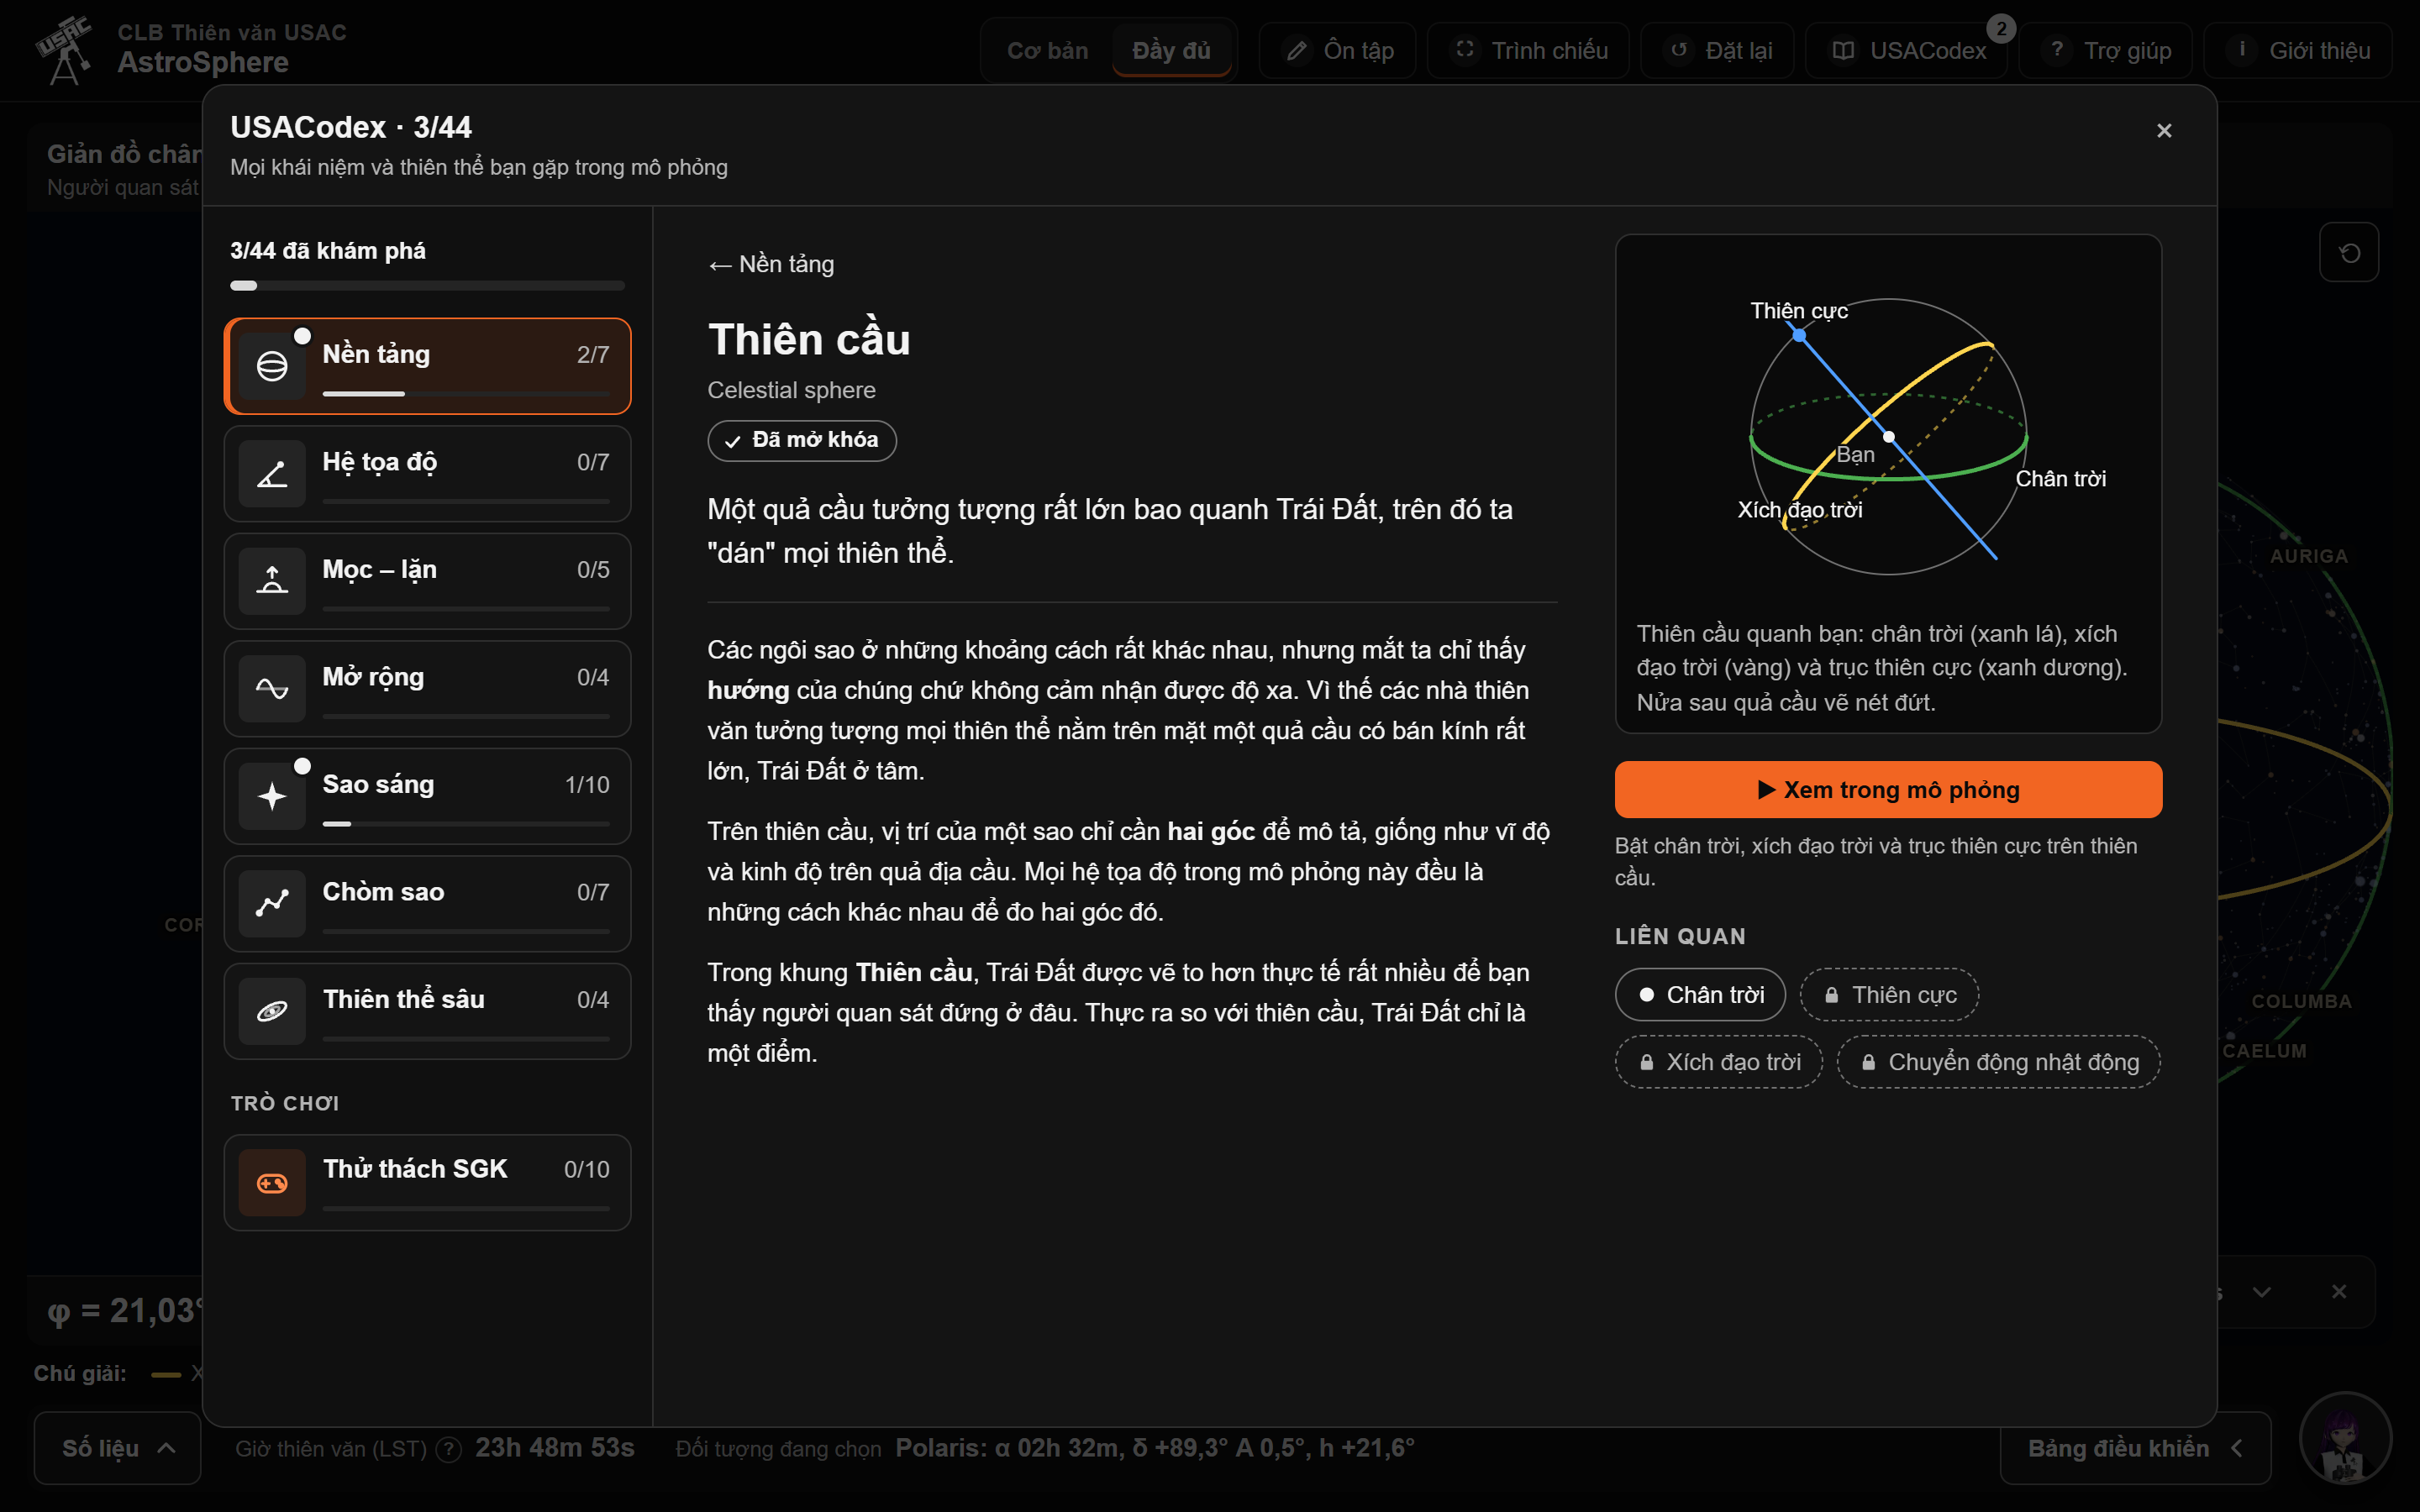 USAC
CLB Thiên văn USAC
AstroSphere
Cơ bản
Đầy đủ
Ôn tập
Trình chiếu
Đặt lại
USACodex
2
? Trợ giúp
i Giới thiệu
Giản đồ chân
Người quan sát
USACodex · 3/44
Mọi khái niệm và thiên thể bạn gặp trong mô phỏng
3/44 đã khám phá
Nền tảng 2/7
Hệ tọa độ 0/7
Mọc – lặn 0/5
Mở rộng 0/4
Sao sáng 1/10
Chòm sao 0/7
Thiên thể sâu 0/4
TRÒ CHƠI
Thử thách SGK 0/10
← Nền tảng
Thiên cầu
Celestial sphere
Đã mở khóa
Một quả cầu tưởng tượng rất lớn bao quanh Trái Đất, trên đó ta
"dán" mọi thiên thể.
Các ngôi sao ở những khoảng cách rất khác nhau, nhưng mắt ta chỉ thấy
hướng của chúng chứ không cảm nhận được độ xa. Vì thế các nhà thiên
văn tưởng tượng mọi thiên thể nằm trên mặt một quả cầu có bán kính rất
lớn, Trái Đất ở tâm.
Trên thiên cầu, vị trí của một sao chỉ cần hai góc để mô tả, giống như vĩ độ
và kinh độ trên quả địa cầu. Mọi hệ tọa độ trong mô phỏng này đều là
những cách khác nhau để đo hai góc đó.
Trong khung Thiên cầu, Trái Đất được vẽ to hơn thực tế rất nhiều để bạn
thấy người quan sát đứng ở đâu. Thực ra so với thiên cầu, Trái Đất chỉ là
một điểm.
Thiên cực
Bạn
Chân trời
Xích đạo trời
Thiên cầu quanh bạn: chân trời (xanh lá), xích
đạo trời (vàng) và trục thiên cực (xanh dương).
Nửa sau quả cầu vẽ nét đứt.
Xem trong mô phỏng
Bật chân trời, xích đạo trời và trục thiên cực trên thiên
cầu.
LIÊN QUAN
Chân trời
Thiên cực
Xích đạo trời
Chuyển động nhật động
AURIGA
COLUMBA
CAELUM
COR
φ = 21,03°
Chú giải:
X
Số liệu
Giờ thiên văn (LST) ? 23h 48m 53s
Đối tượng đang chọn Polaris: α 02h 32m, δ +89,3° A 0,5°, h +21,6°
Bảng điều khiển